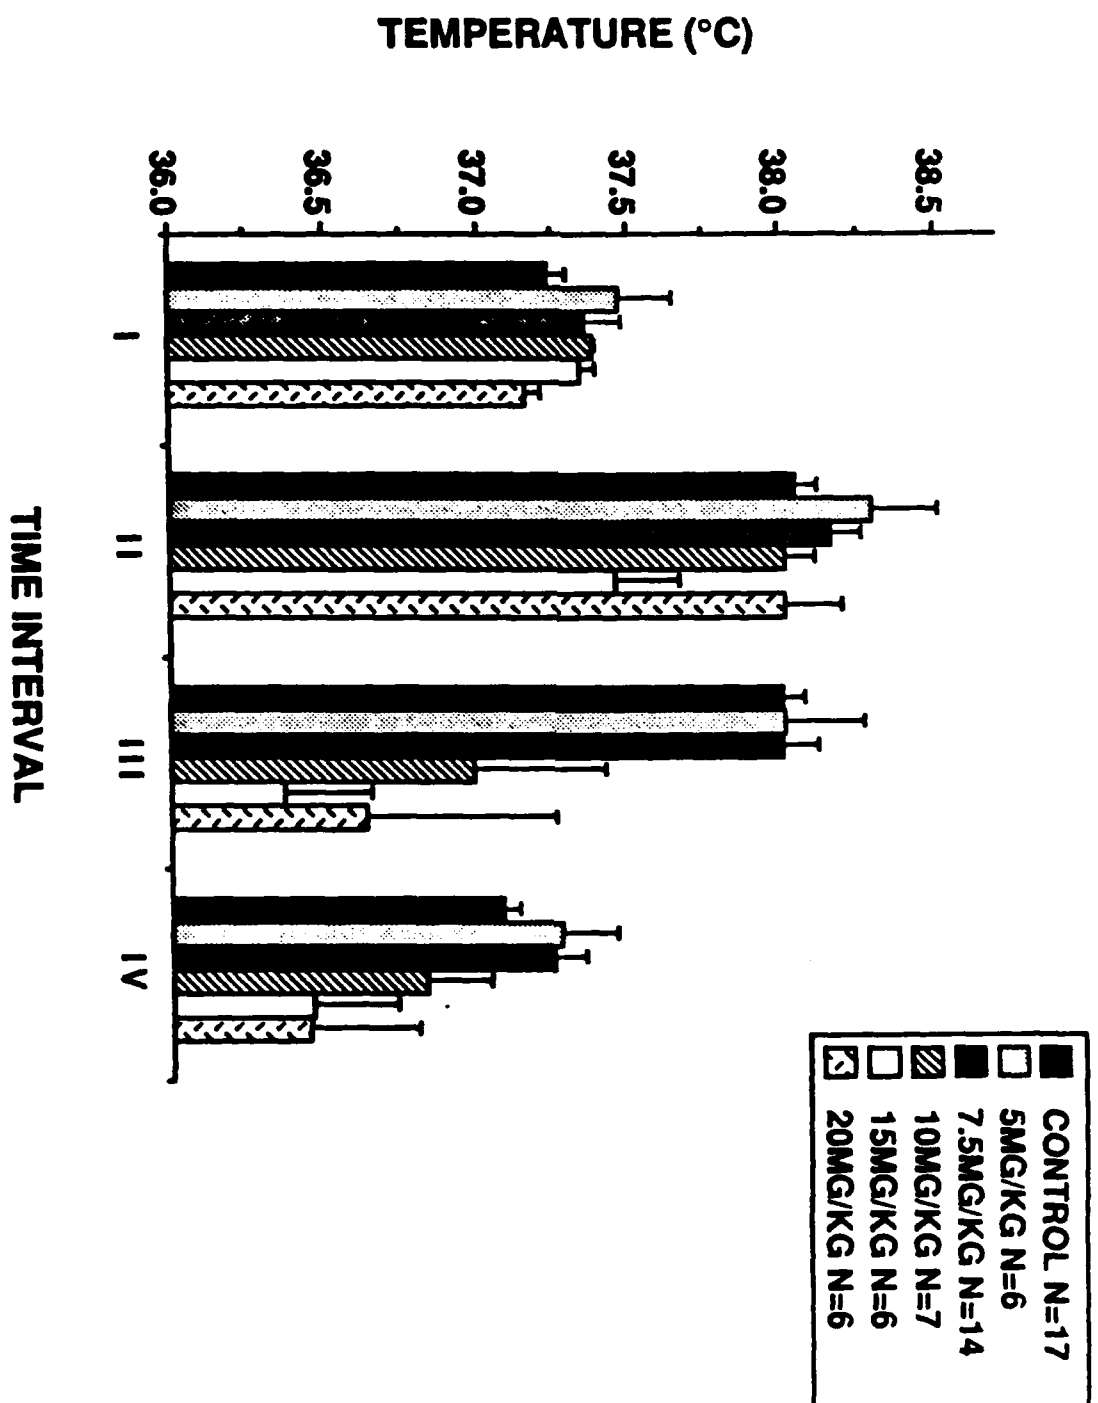 TEMPERATURE (°C)
38.5
38.0
37.5
37.0
36.5
36.0
I
II
III
IV
TIME INTERVAL
CONTROL N=17
5MG/KG N=6
7.5MG/KG N=14
10MG/KG N=7
15MG/KG N=6
20MG/KG N=6